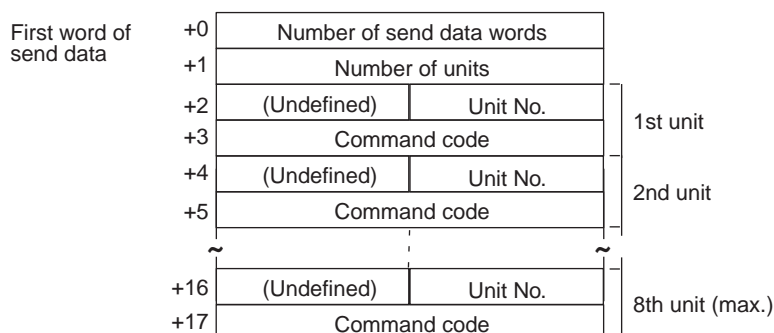 First word of
send data
+0 Number of send data words
+1 Number of units
+2 (Undefined) Unit No.
+3 Command code
1st unit
+4 (Undefined) Unit No.
+5 Command code
2nd unit
~ ~
+16 (Undefined) Unit No.
+17 Command code
8th unit (max.)